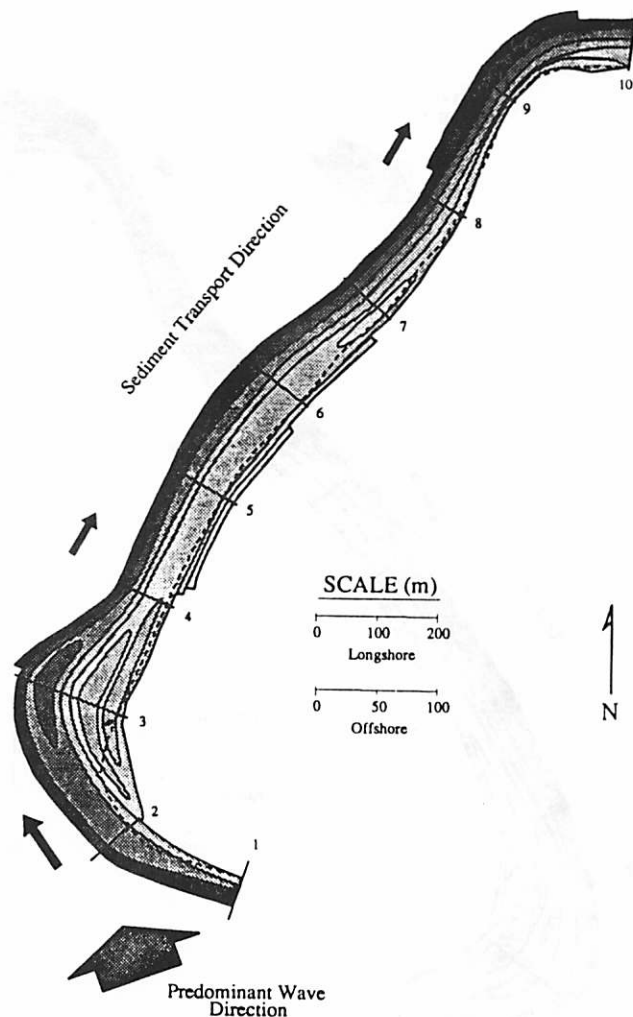 10
9
8
Sediment Transport Direction
7
6
5
SCALE (m)
4
0 100 200
Longshore
0 50 100
Offshore
N
3
2
1
Predominant Wave
Direction